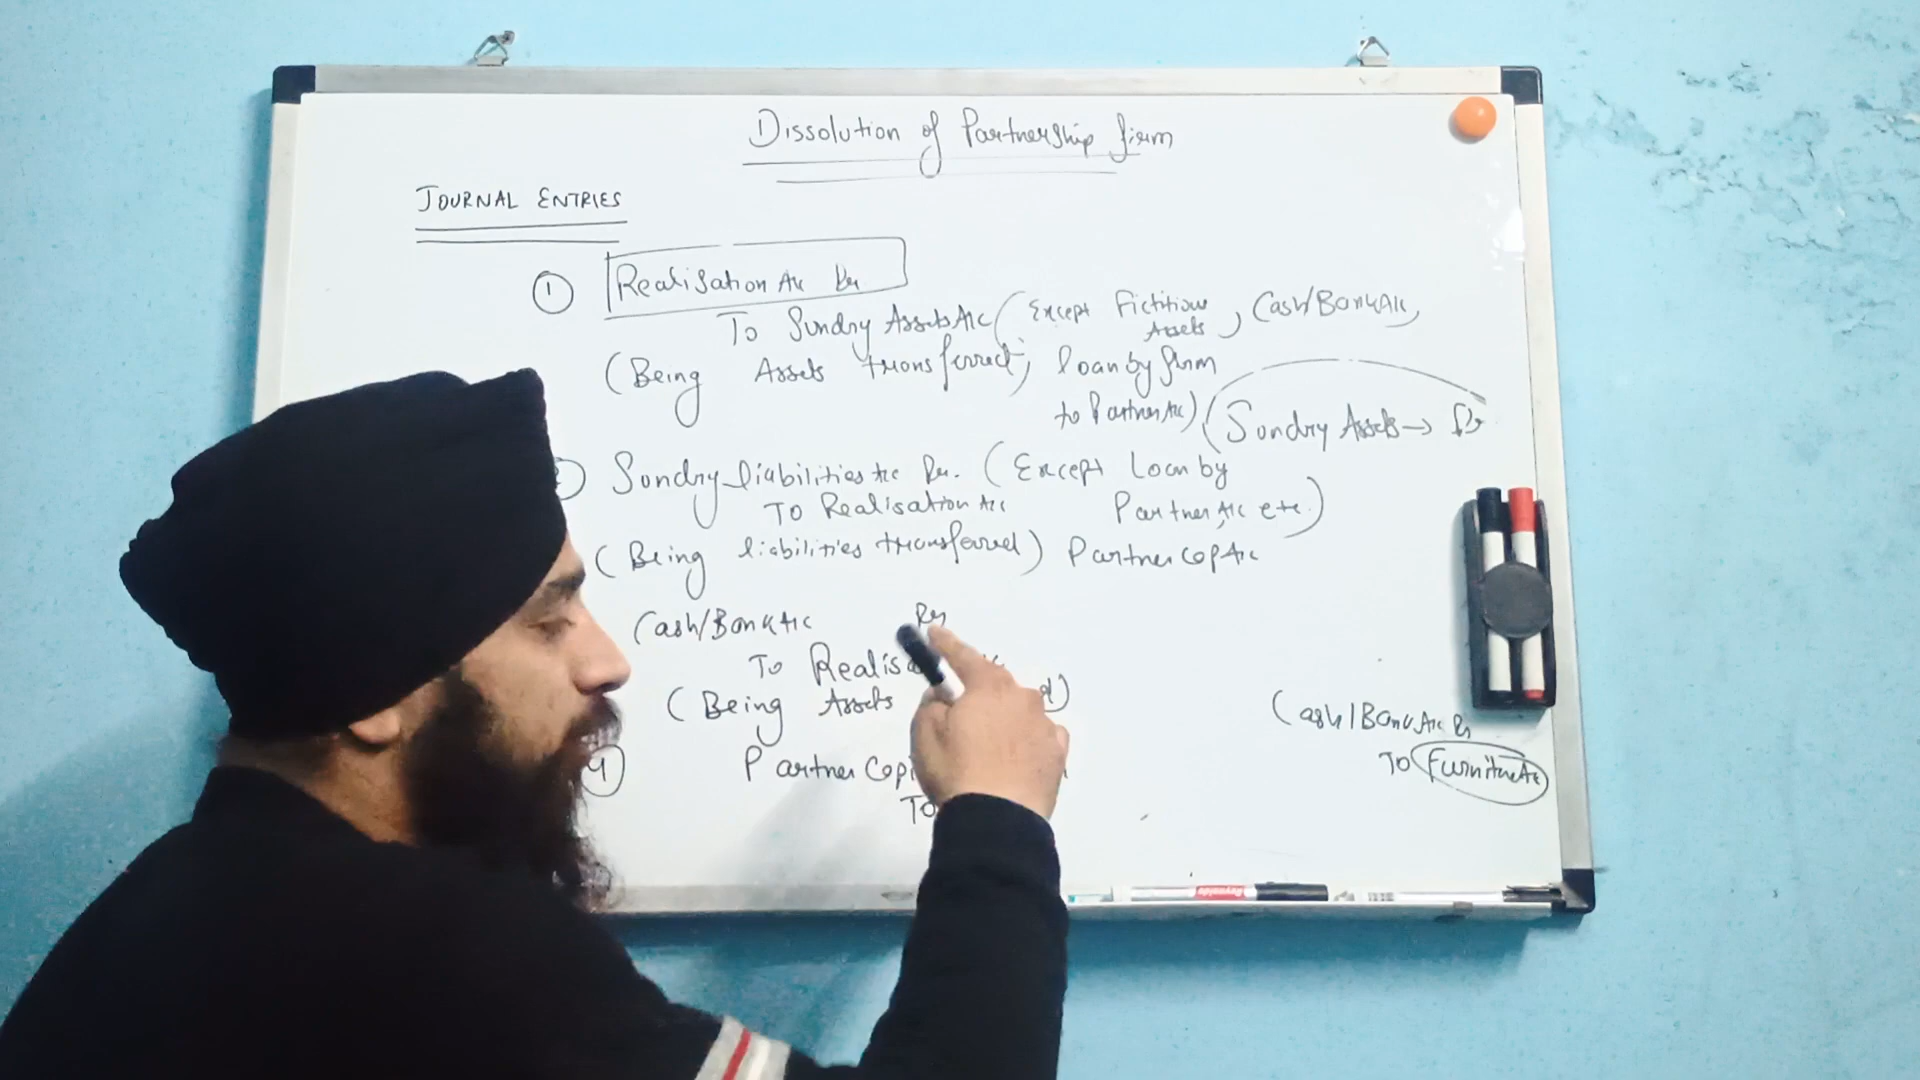 Dissolution of Partnership firm
JOURNAL ENTRIES
① Realisation A/c Dr
To Sundry Assets A/c (Except Fictitious Assets, Cash/Bank A/c,
(Being Assets transferred) loan by firm
to Partner A/c) (Sundry Assets → Dr
Sundry liabilities A/c Dr. (Except Loan by
To Realisation A/c Partner A/c etc.)
(Being liabilities transferred) Partner Cap A/c
Cash/Bank A/c Dr
To Realis
(Being Assets d)
Cash/Bank A/c Dr
④ Partner Capi
To Furniture A/c
To
Reynolds